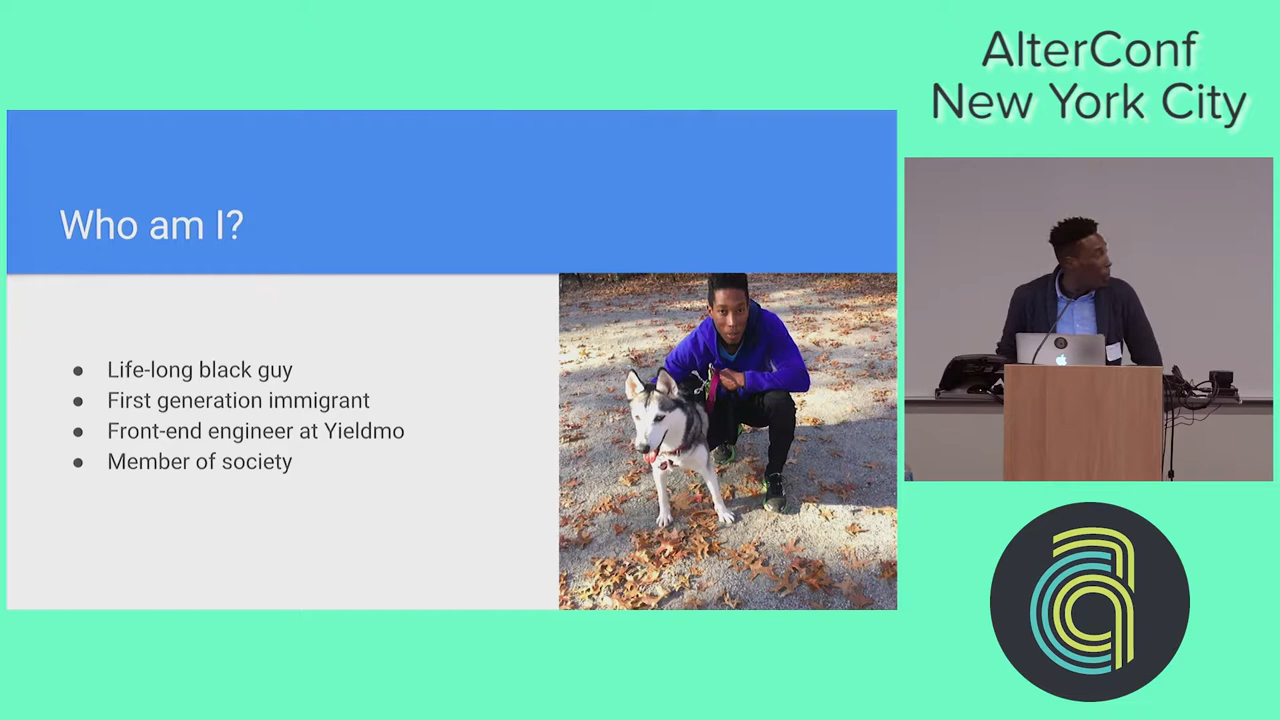 AlterConf
New York City
Who am I?
● Life-long black guy
● First generation immigrant
● Front-end engineer at Yieldmo
● Member of society